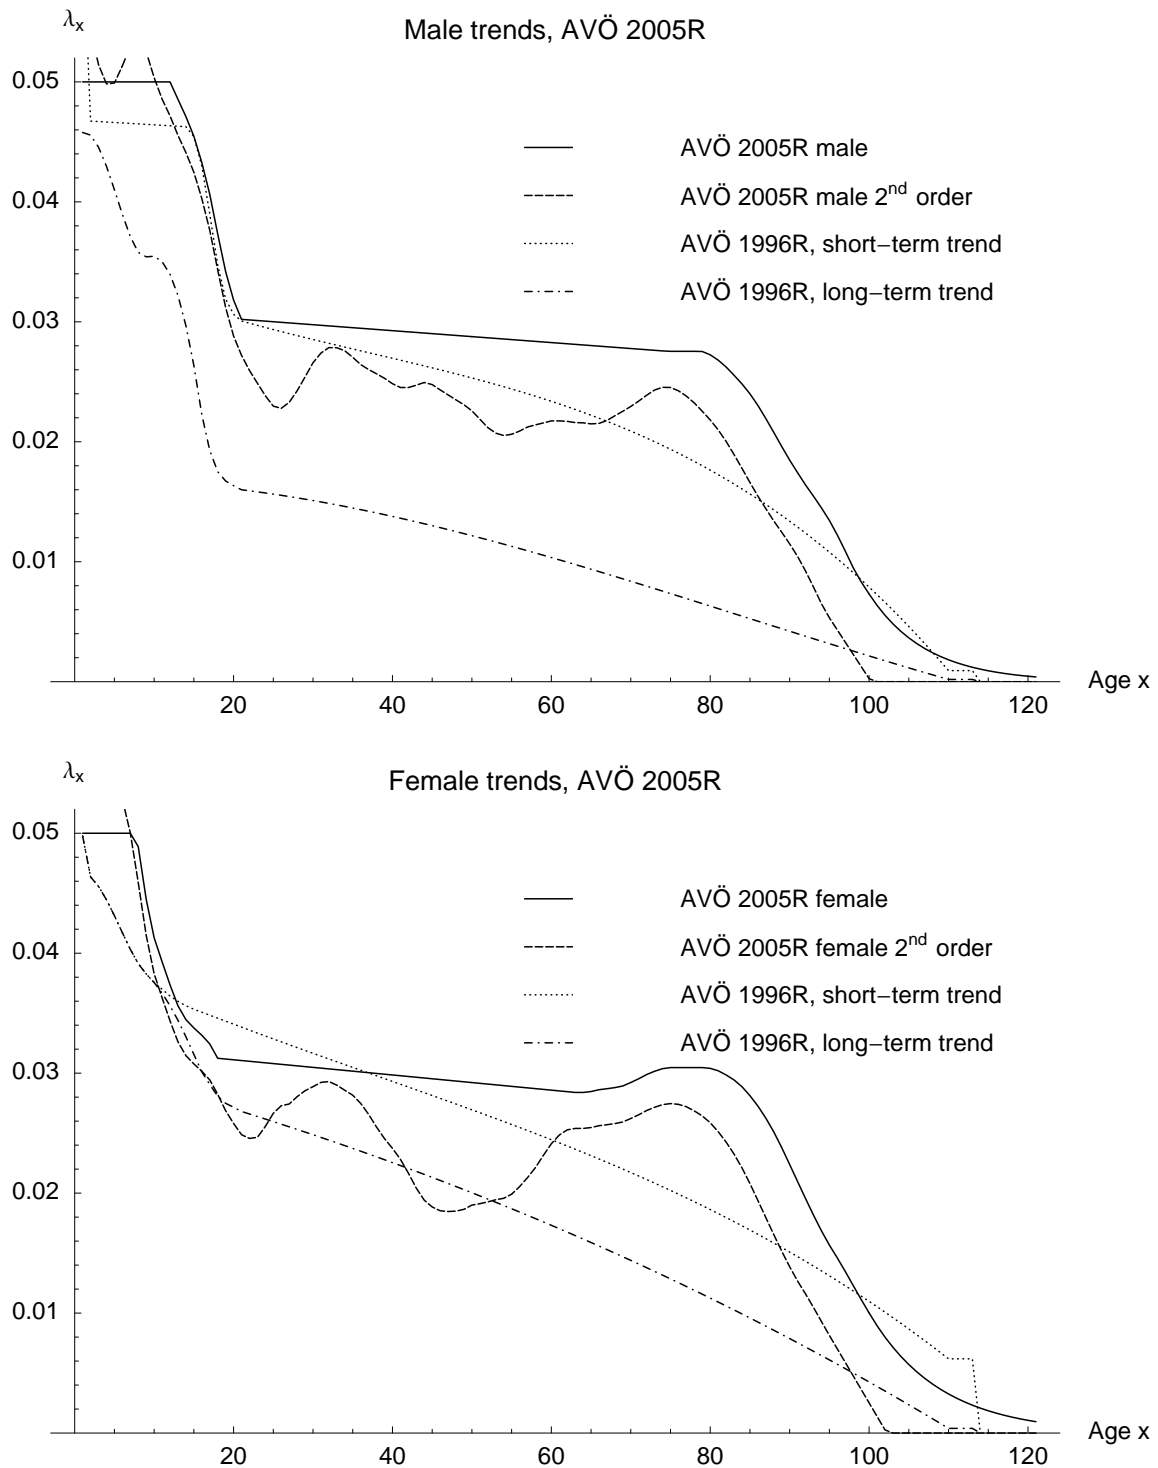 λx
Male trends, AVÖ 2005R
0.05
0.04
0.03
0.02
0.01
AVÖ 2005R male
AVÖ 2005R male 2nd order
AVÖ 1996R, short−term trend
AVÖ 1996R, long−term trend
20 40 60 80 100 120
Age x
λx
Female trends, AVÖ 2005R
0.05
0.04
0.03
0.02
0.01
AVÖ 2005R female
AVÖ 2005R female 2nd order
AVÖ 1996R, short−term trend
AVÖ 1996R, long−term trend
20 40 60 80 100 120
Age x